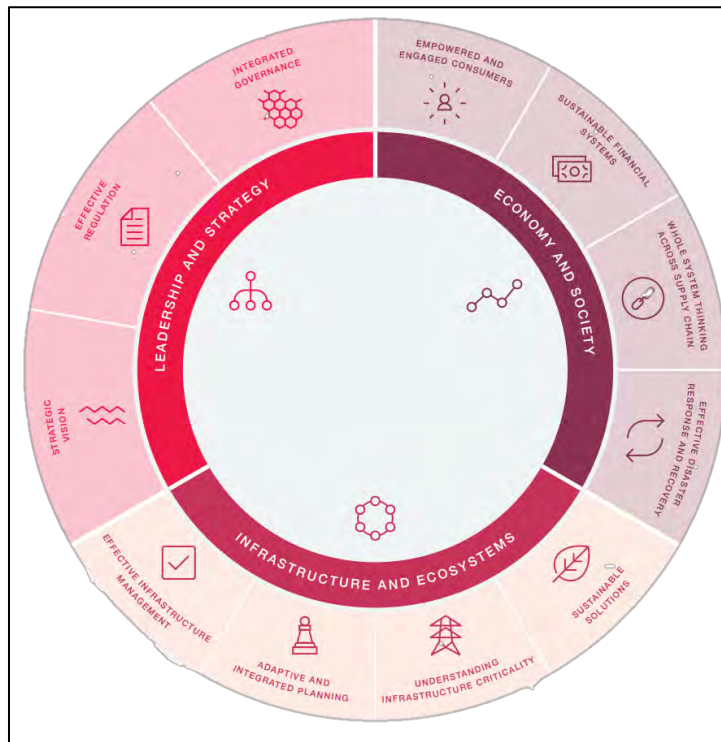 INTEGRATED
GOVERNANCE
EMPOWERED AND
ENGAGED CONSUMERS
SUSTAINABLE FINANCIAL
SYSTEMS
WHOLE SYSTEM THINKING
ACROSS SUPPLY CHAIN
EFFECTIVE DISASTER
RESPONSE AND RECOVERY
SUSTAINABLE
SOLUTIONS
UNDERSTANDING
INFRASTRUCTURE CRITICALITY
ADAPTIVE AND
INTEGRATED PLANNING
EFFECTIVE INFRASTRUCTURE
MANAGEMENT
STRATEGIC
VISION
EFFECTIVE
REGULATION
LEADERSHIP AND STRATEGY
ECONOMY AND SOCIETY
INFRASTRUCTURE AND ECOSYSTEMS